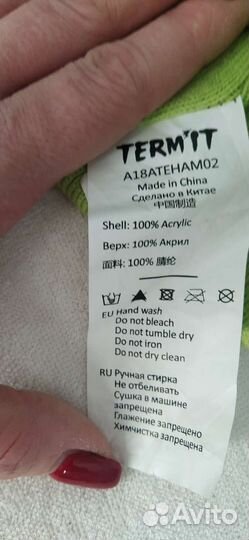 TERM'IT
A18ATEHAM02
Made in China
Сделано в Китае
中国制造
Shell: 100% Acrylic
Верх: 100% Акрил
面料: 100% 腈纶
EU Hand wash
Do not bleach
Do not tumble dry
Do not iron
Do not dry clean
RU Ручная стирка
Не отбеливать
Сушка в машине
запрещена
Глажение запрещено
Химчистка запрещена
Avito